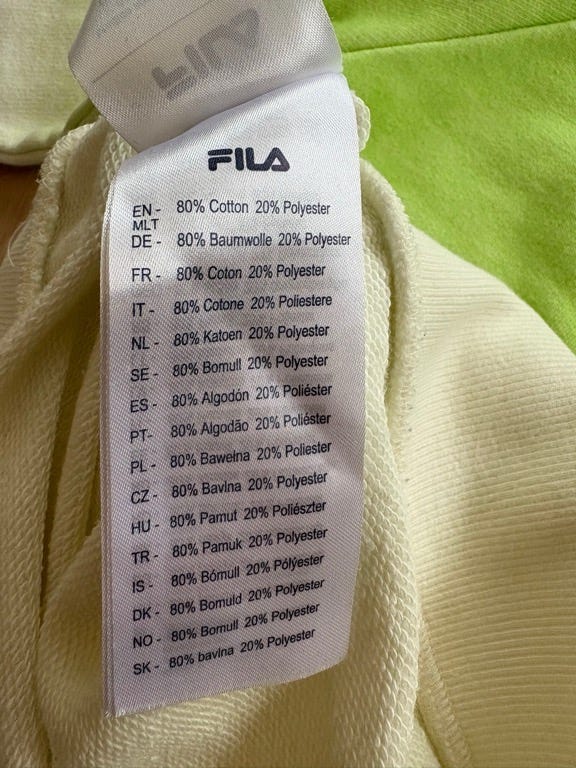 FILA
FILA
EN - 80% Cotton 20% Polyester
MLT
DE - 80% Baumwolle 20% Polyester
FR - 80% Coton 20% Polyester
IT - 80% Cotone 20% Poliestere
NL - 80% Katoen 20% Polyester
SE - 80% Bomull 20% Polyester
ES - 80% Algodón 20% Poliéster
PT- 80% Algodão 20% Poliéster
PL - 80% Bawełna 20% Poliester
CZ - 80% Bavlna 20% Polyester
HU - 80% Pamut 20% Poliészter
TR - 80% Pamuk 20% Polyester
IS - 80% Bómull 20% Pólýester
DK - 80% Bomuld 20% Polyester
NO - 80% Bomull 20% Polyester
SK - 80% bavlna 20% Polyester